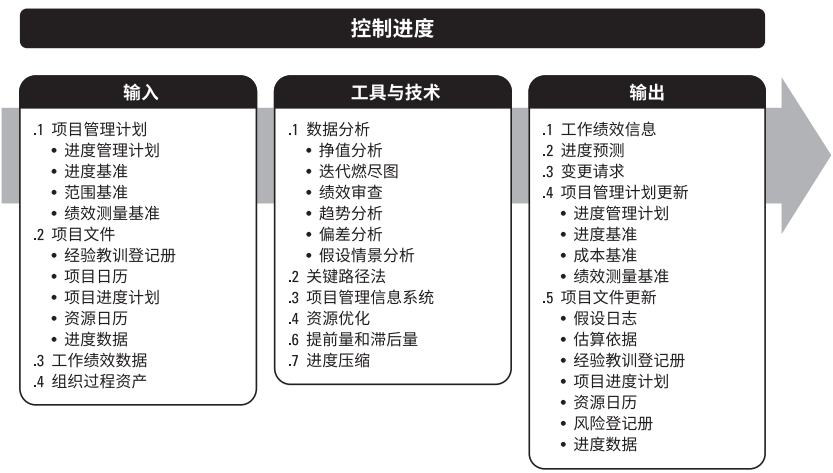 控制进度
输入
.1 项目管理计划
• 进度管理计划
• 进度基准
• 范围基准
• 绩效测量基准
.2 项目文件
• 经验教训登记册
• 项目日历
• 项目进度计划
• 资源日历
• 进度数据
.3 工作绩效数据
.4 组织过程资产
工具与技术
.1 数据分析
• 挣值分析
• 迭代燃尽图
• 绩效审查
• 趋势分析
• 偏差分析
• 假设情景分析
.2 关键路径法
.3 项目管理信息系统
.4 资源优化
.6 提前量和滞后量
.7 进度压缩
输出
.1 工作绩效信息
.2 进度预测
.3 变更请求
.4 项目管理计划更新
• 进度管理计划
• 进度基准
• 成本基准
• 绩效测量基准
.5 项目文件更新
• 假设日志
• 估算依据
• 经验教训登记册
• 项目进度计划
• 资源日历
• 风险登记册
• 进度数据